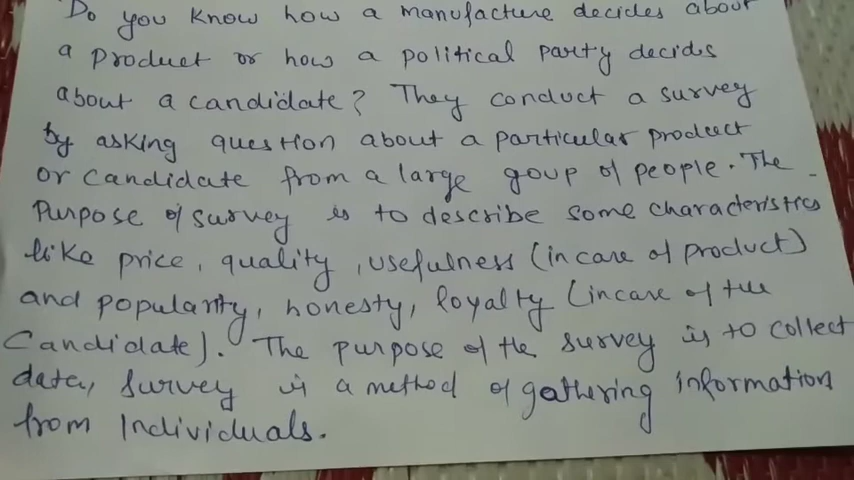 Do you know how a manufacture decides about
a product or how a political party decids
about a candidate? They conduct a survey
by asking question about a particular product
or candidate from a large goup of people. The
Purpose of survey is to describe some characteristics
like price, quality, usefulness (in care of product)
and popularity, honesty, loyalty (in care of the
Candidate). The purpose of the survey is to collect
data, survey is a method of gathering information
from Individuals.